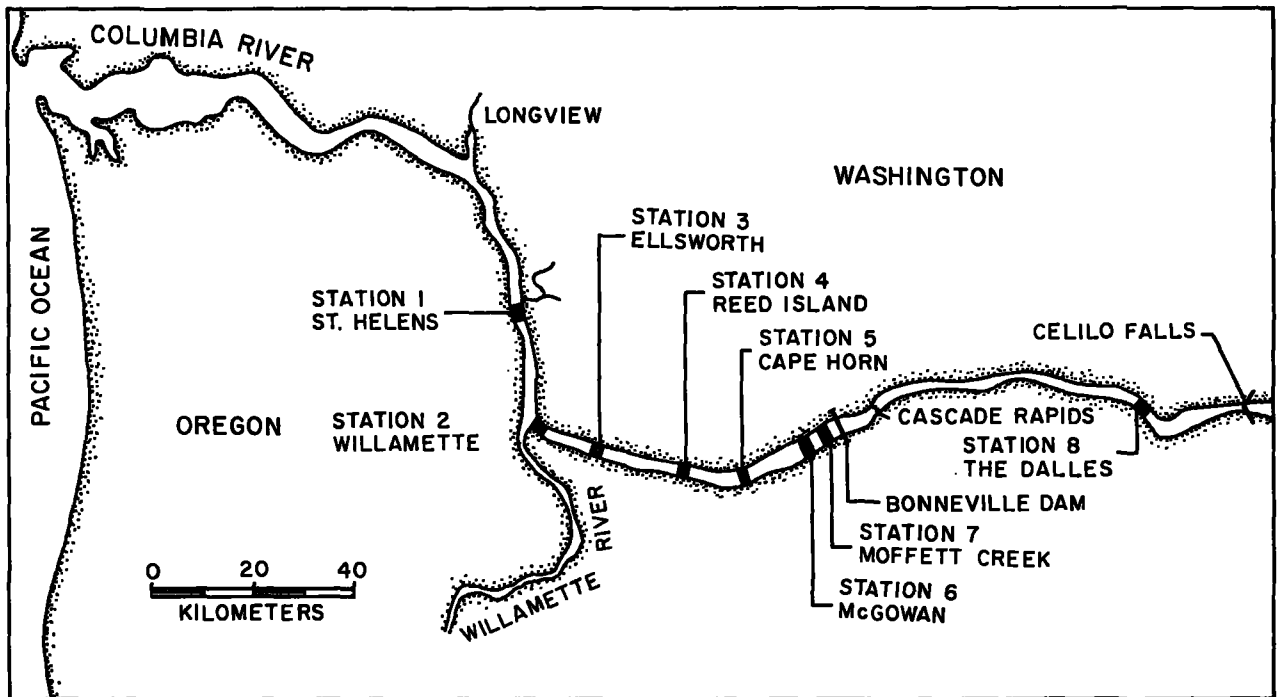 COLUMBIA RIVER
LONGVIEW
WASHINGTON
STATION 3
ELLSWORTH
PACIFIC OCEAN
STATION 4
REED ISLAND
STATION 1
ST. HELENS
STATION 5
CAPE HORN
CELILO FALLS
OREGON
STATION 2
WILLAMETTE
CASCADE RAPIDS
STATION 8
THE DALLES
BONNEVILLE DAM
STATION 7
MOFFETT CREEK
WILLAMETTE RIVER
STATION 6
McGOWAN
0 20 40
KILOMETERS